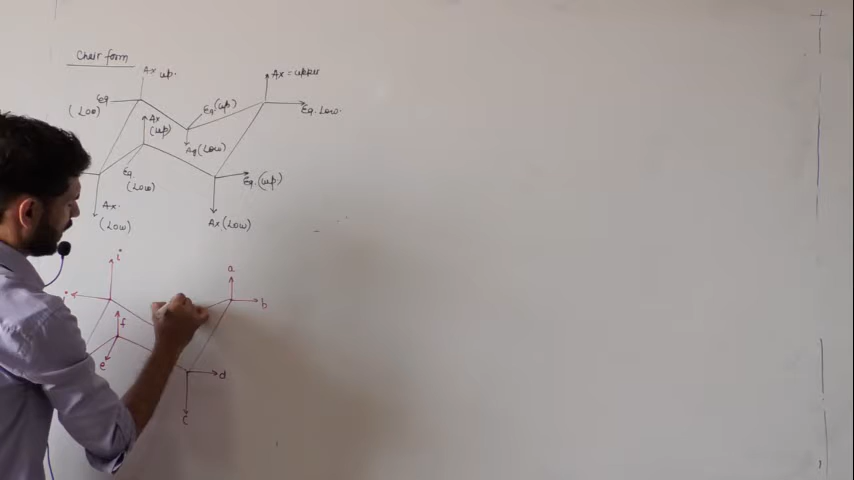 Chair form
Ax up.
Ax = upper
Eq
(Low)
Eq.(up)
Eq. Low.
Ax
(up)
Aq(Low)
Eq.
(Low)
Eq.(up)
Ax.
(Low)
Ax(Low)
i
a
j
b
f
e
d
c